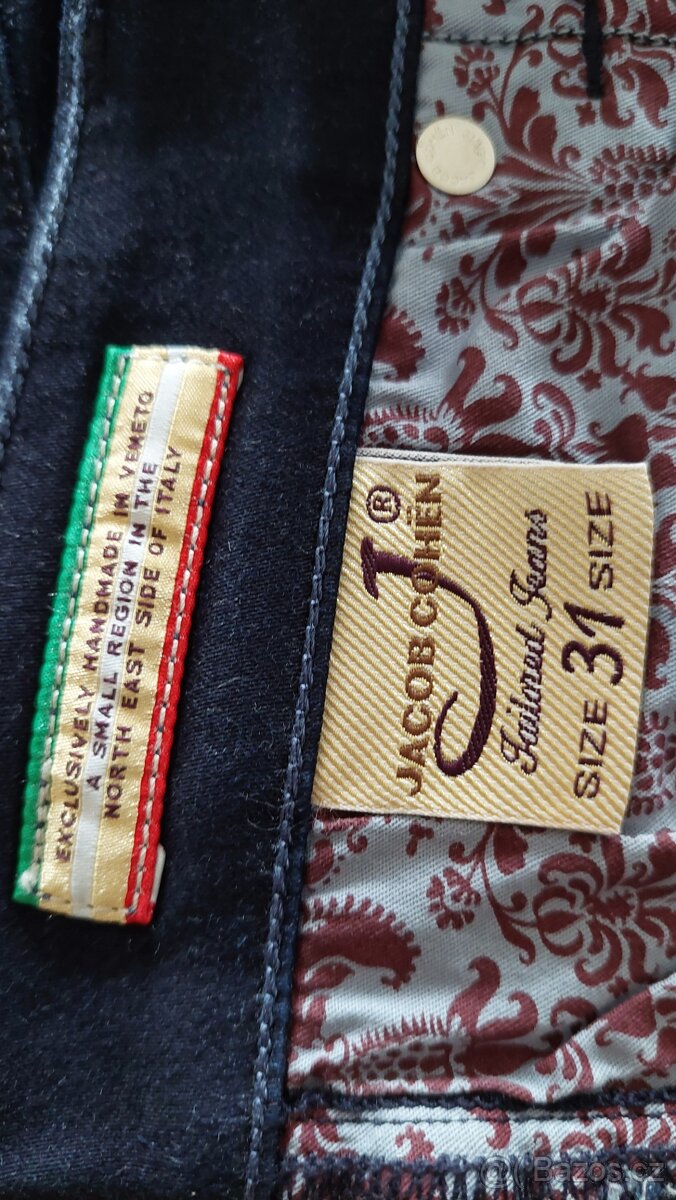 EXCLUSIVELY HANDMADE IN VENETO
A SMALL REGION IN THE
NORTH EAST SIDE OF ITALY
J®
JACOB COHËN
Tailored Jeans
SIZE 31 SIZE
@ Bazos.cz